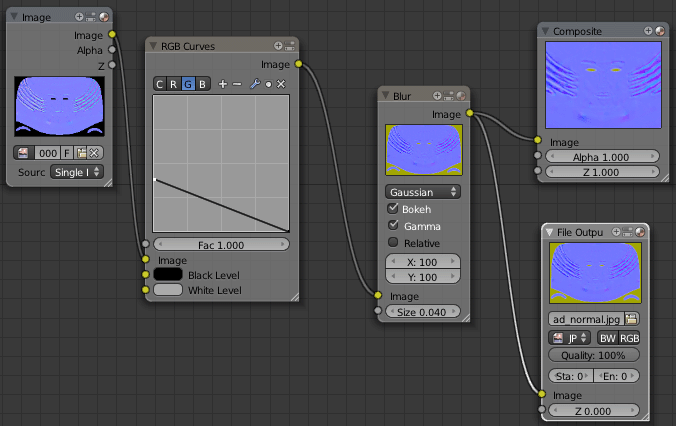 Image
Image
Alpha
Z
000
F
Sourc
Single I
RGB Curves
Image
C R G B
Fac 1.000
Image
Black Level
White Level
Blur
Image
Gaussian
Bokeh
Gamma
Relative
X: 100
Y: 100
Image
Size 0.040
Composite
Image
Alpha 1.000
Z 1.000
File Outpu
ad_normal.jpg
JP
BW RGB
Quality: 100%
Sta: 0
En: 0
Image
Z 0.000